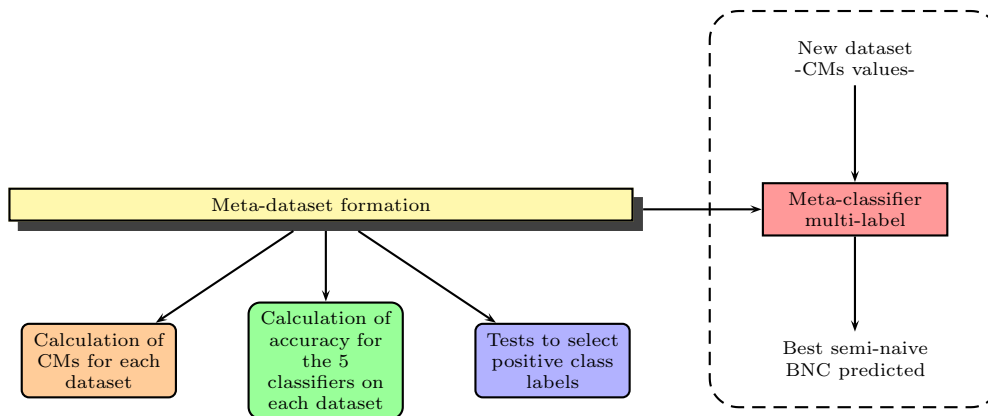 New dataset
-CMs values-
Meta-dataset formation
Meta-classifier
multi-label
Calculation of
CMs for each
dataset
Calculation of
accuracy for
the 5
classifiers on
each dataset
Tests to select
positive class
labels
Best semi-naive
BNC predicted